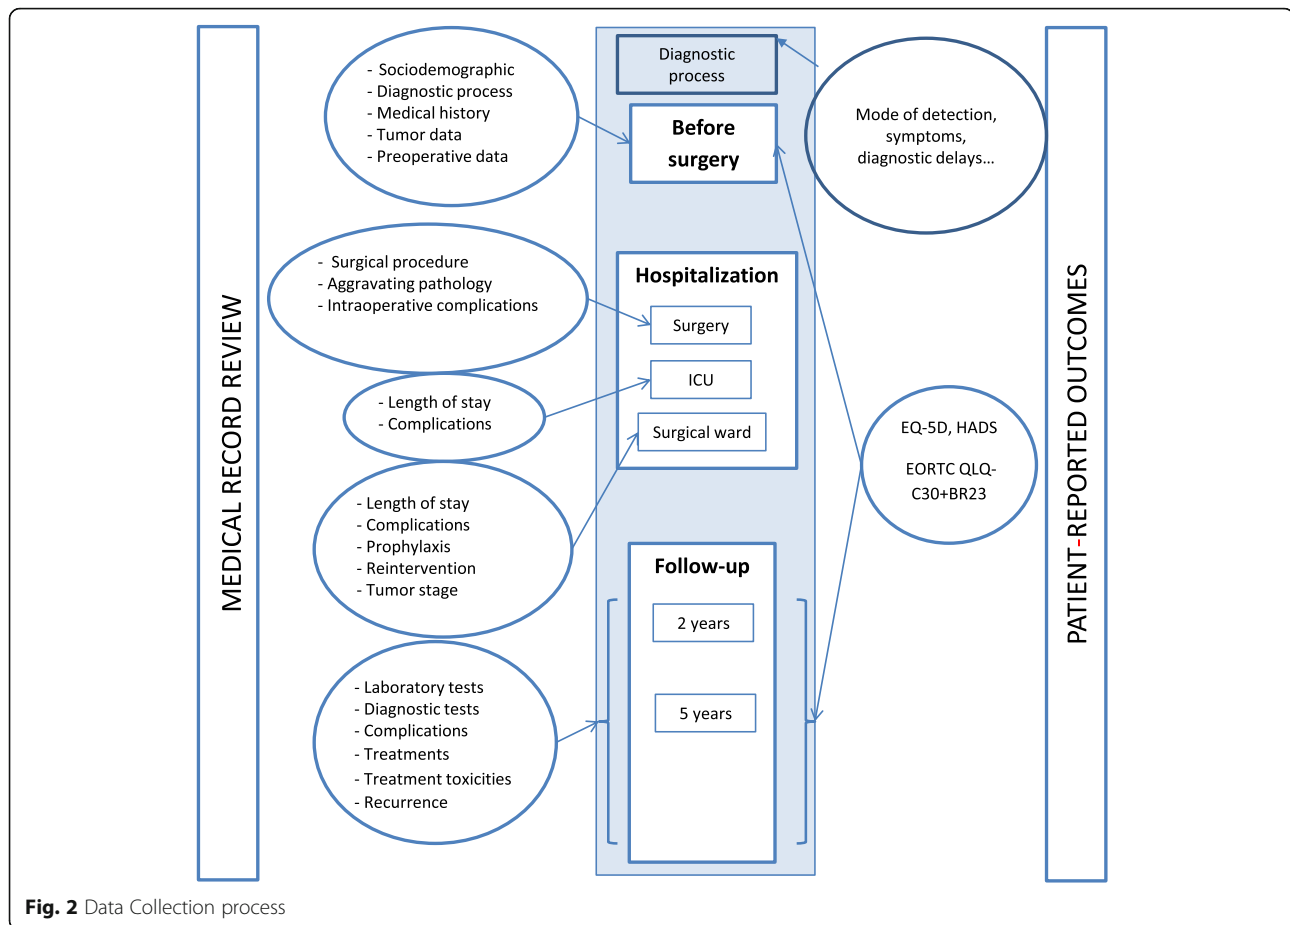 MEDICAL RECORD REVIEW
- Sociodemographic
- Diagnostic process
- Medical history
- Tumor data
- Preoperative data
- Surgical procedure
- Aggravating pathology
- Intraoperative complications
- Length of stay
- Complications
- Length of stay
- Complications
- Prophylaxis
- Reintervention
- Tumor stage
- Laboratory tests
- Diagnostic tests
- Complications
- Treatments
- Treatment toxicities
- Recurrence
Diagnostic
process
Before
surgery
Hospitalization
Surgery
ICU
Surgical ward
Follow-up
2 years
5 years
Mode of detection,
symptoms,
diagnostic delays...
EQ-5D, HADS
EORTC QLQ-
C30+BR23
PATIENT-REPORTED OUTCOMES
Fig. 2 Data Collection process